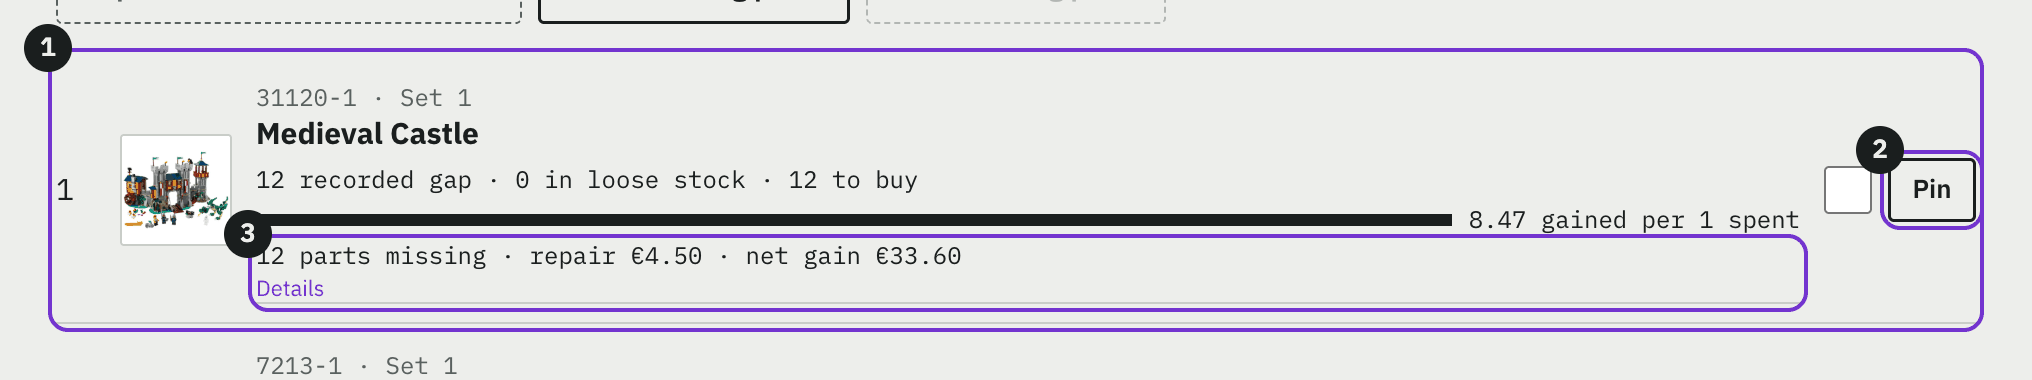 1
31120-1 · Set 1
Medieval Castle
1
12 recorded gap · 0 in loose stock · 12 to buy
2
Pin
8.47 gained per 1 spent
3
12 parts missing · repair €4.50 · net gain €33.60
Details
7213-1 · Set 1